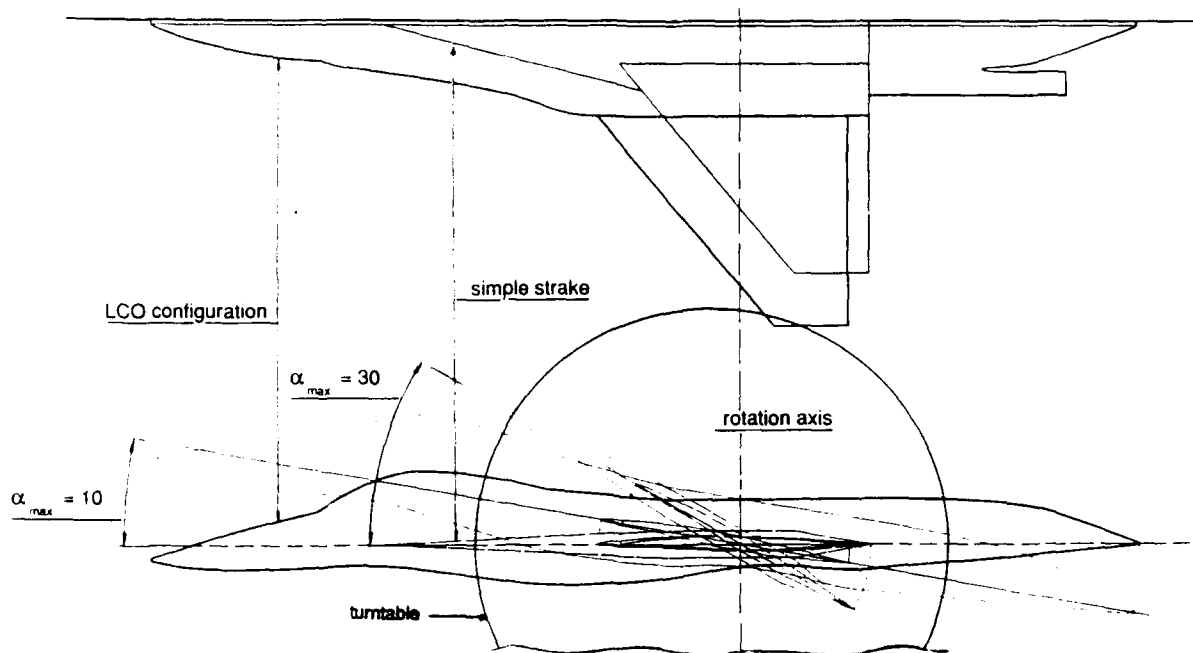 simple strake
LCO configuration
α max = 30
rotation axis
α max = 10
turntable